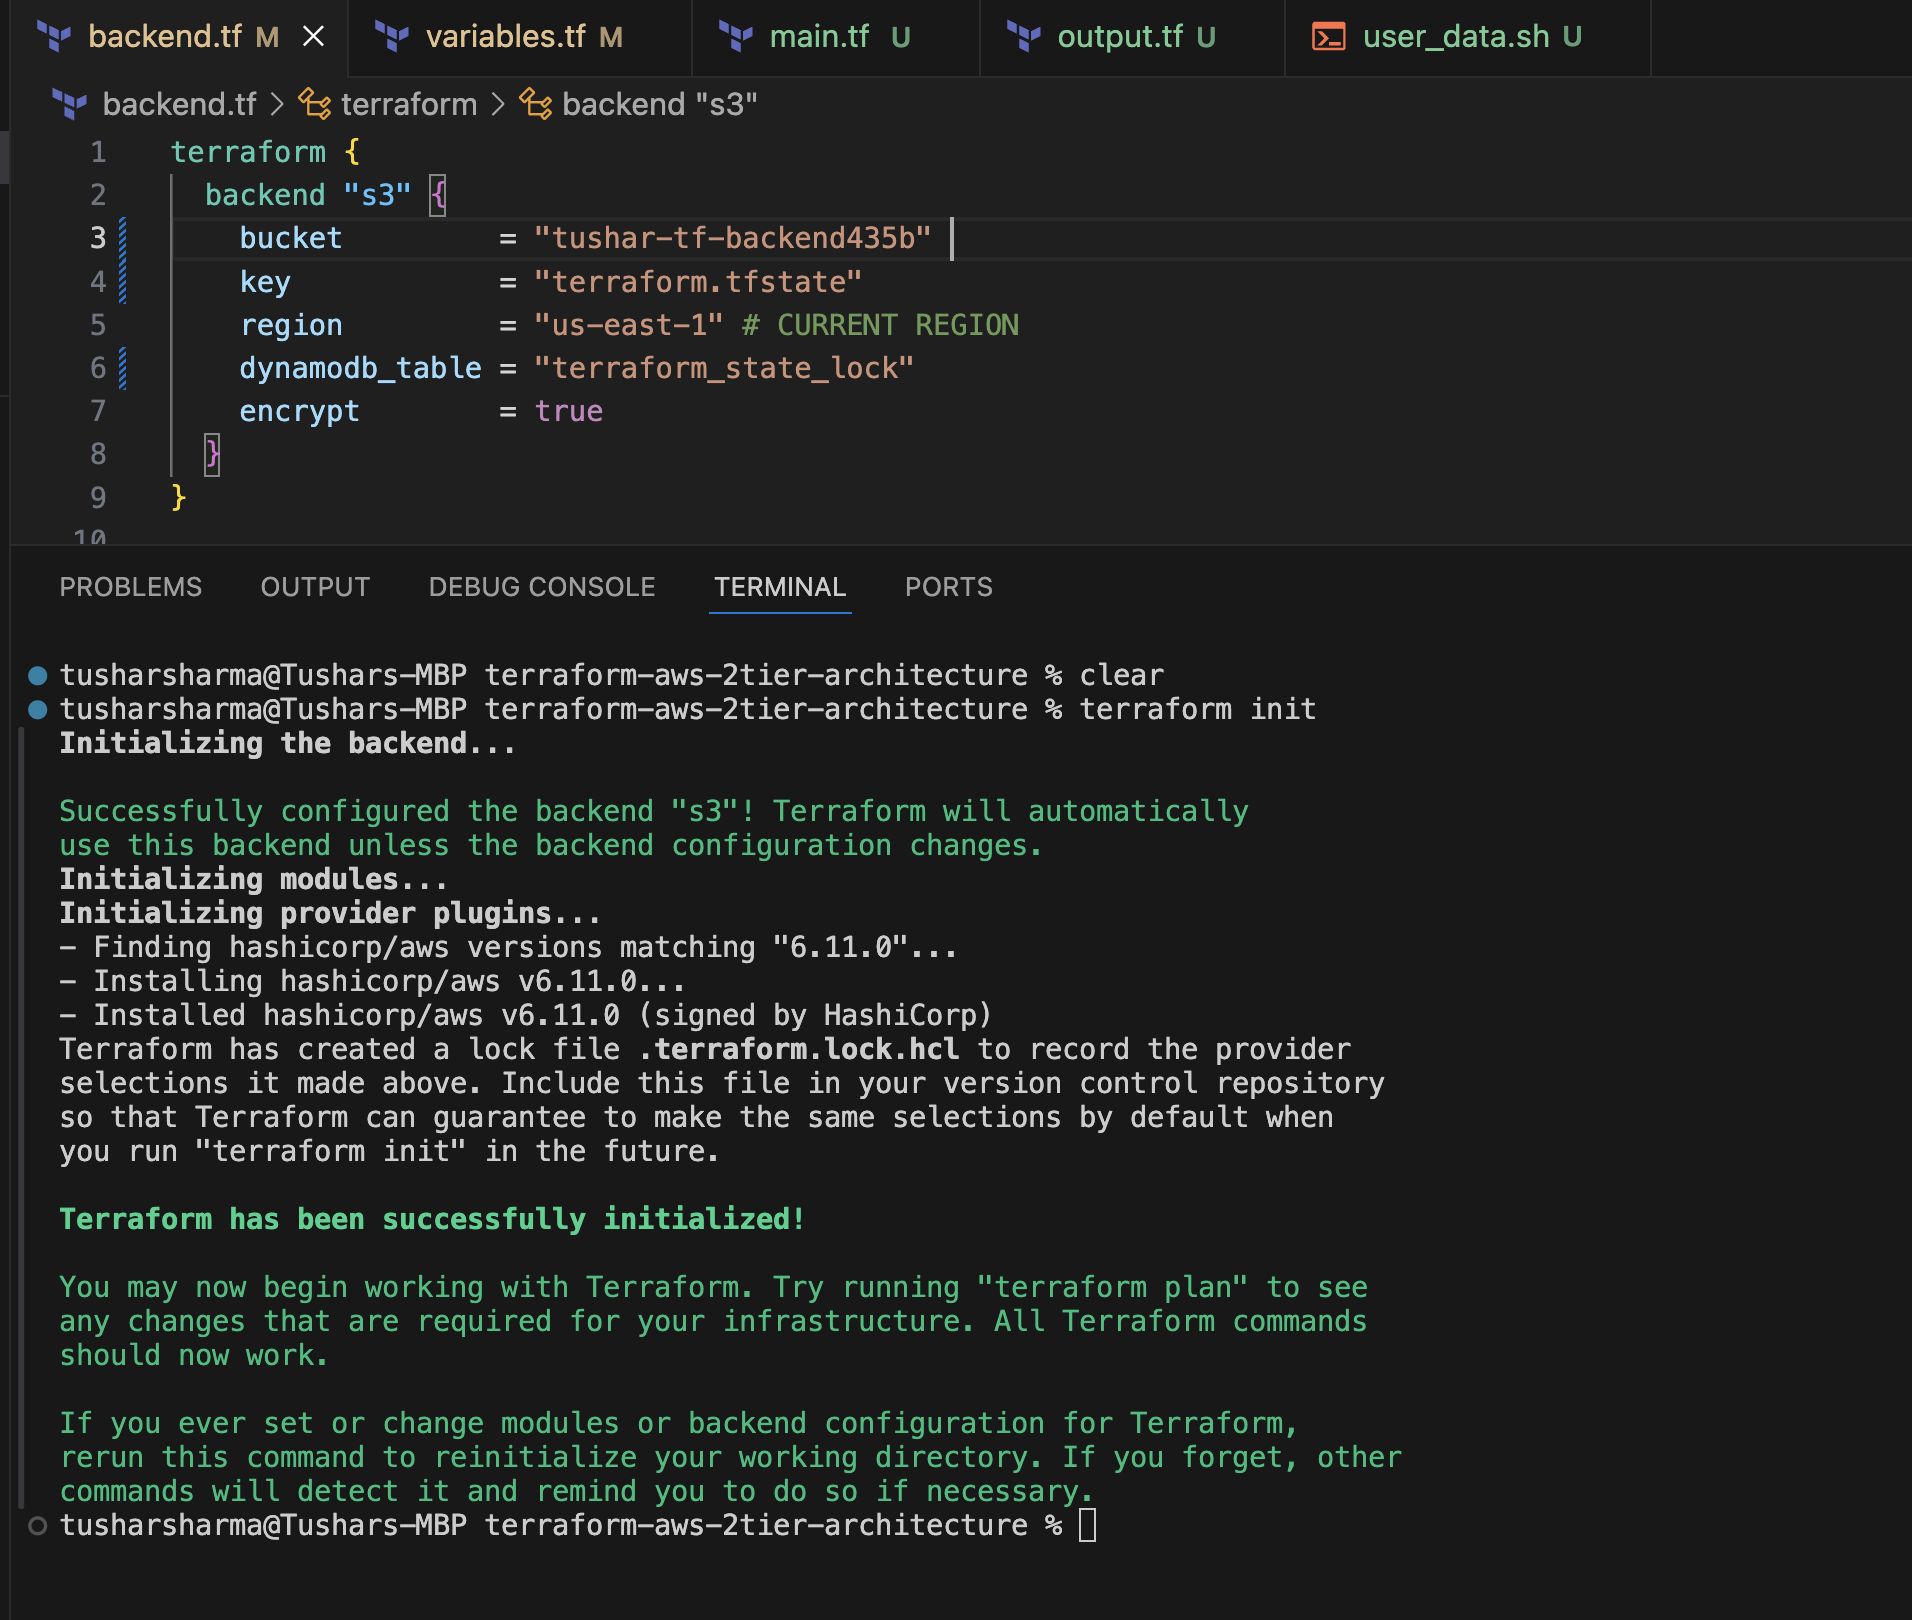 backend.tf M variables.tf M main.tf U output.tf U user_data.sh U
backend.tf > terraform > backend "s3"
1 terraform {
2 backend "s3" {
3 bucket = "tushar-tf-backend435b"
4 key = "terraform.tfstate"
5 region = "us-east-1" # CURRENT REGION
6 dynamodb_table = "terraform_state_lock"
7 encrypt = true
8 }
9 }
10
PROBLEMS OUTPUT DEBUG CONSOLE TERMINAL PORTS
tusharsharma@Tushars-MBP terraform-aws-2tier-architecture % clear
tusharsharma@Tushars-MBP terraform-aws-2tier-architecture % terraform init
Initializing the backend...
Successfully configured the backend "s3"! Terraform will automatically
use this backend unless the backend configuration changes.
Initializing modules...
Initializing provider plugins...
- Finding hashicorp/aws versions matching "6.11.0"...
- Installing hashicorp/aws v6.11.0...
- Installed hashicorp/aws v6.11.0 (signed by HashiCorp)
Terraform has created a lock file .terraform.lock.hcl to record the provider
selections it made above. Include this file in your version control repository
so that Terraform can guarantee to make the same selections by default when
you run "terraform init" in the future.
Terraform has been successfully initialized!
You may now begin working with Terraform. Try running "terraform plan" to see
any changes that are required for your infrastructure. All Terraform commands
should now work.
If you ever set or change modules or backend configuration for Terraform,
rerun this command to reinitialize your working directory. If you forget, other
commands will detect it and remind you to do so if necessary.
tusharsharma@Tushars-MBP terraform-aws-2tier-architecture %